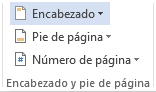 Encabezado
Pie de página
Número de página
Encabezado y pie de página